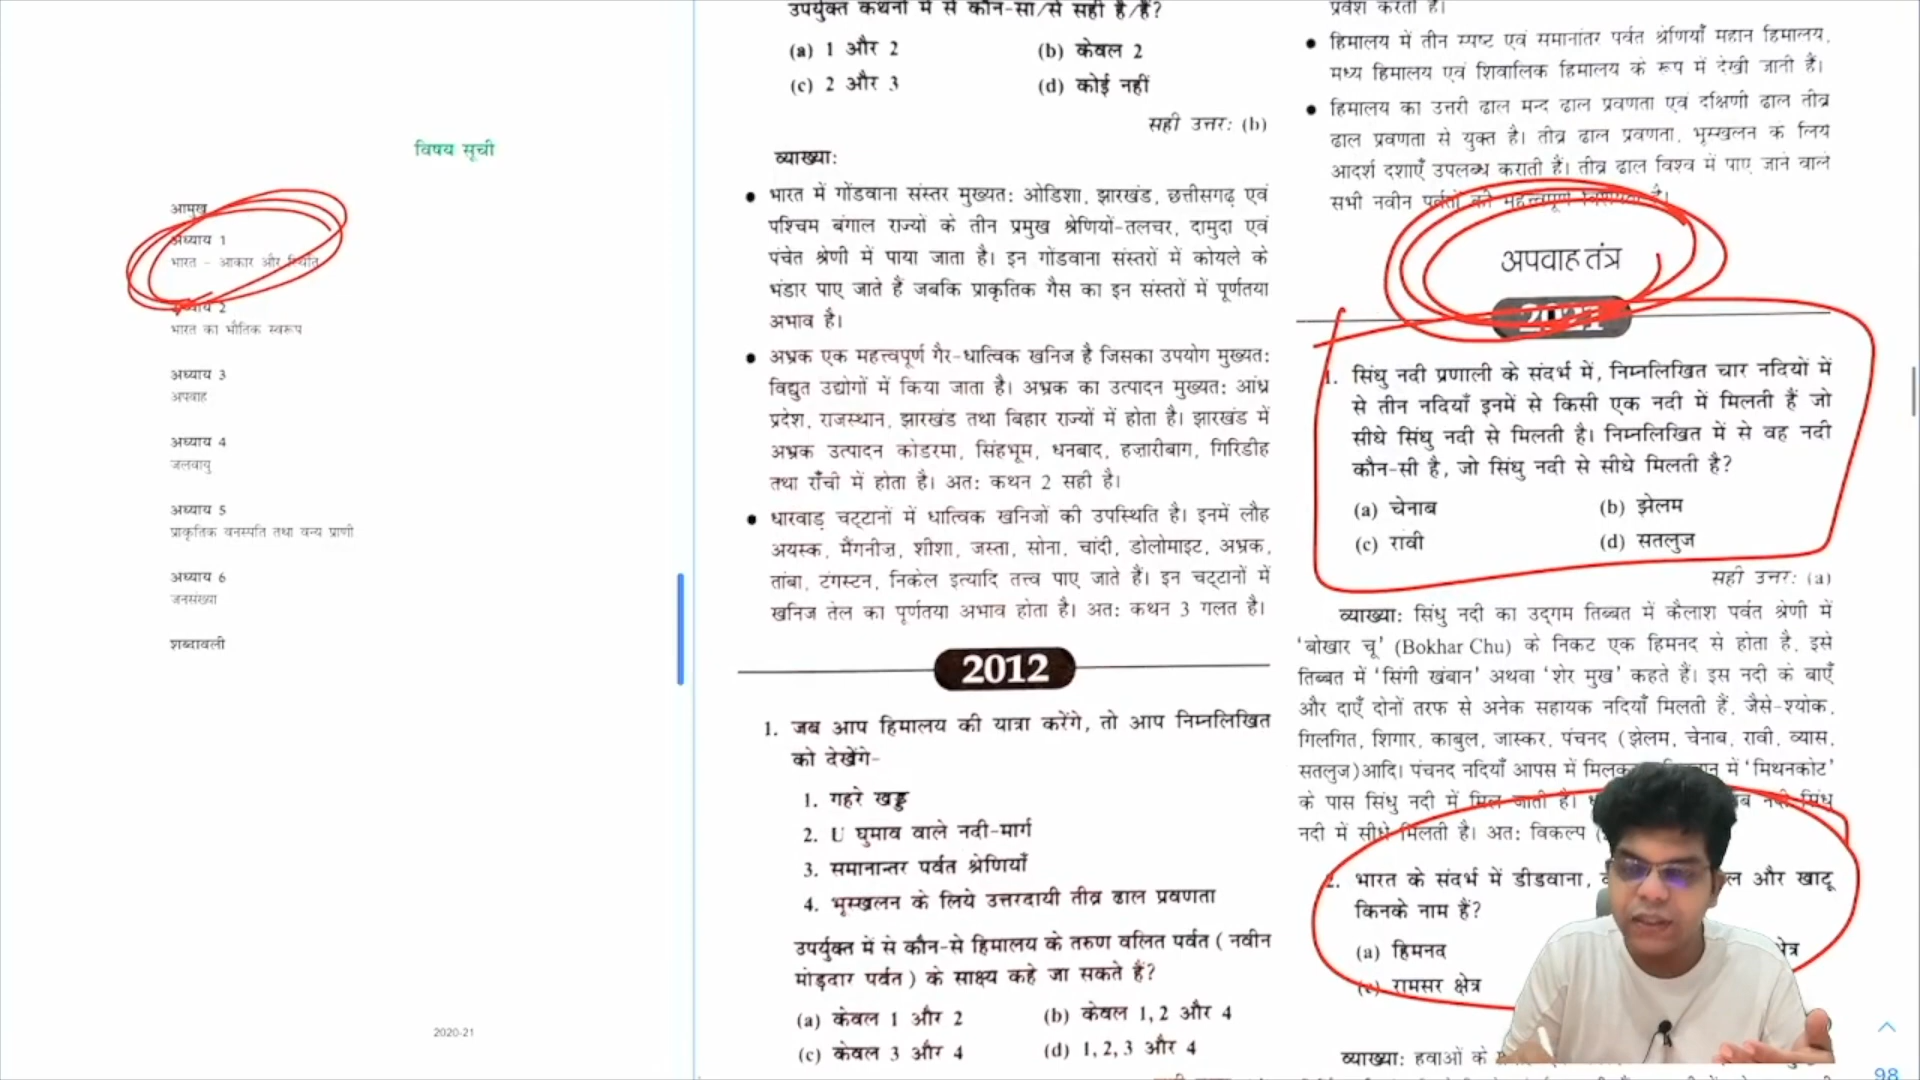 विषय सूची
आमुख
अध्याय 1
भारत - आकार और स्थिति
अध्याय 2
भारत का भौतिक स्वरूप
अध्याय 3
अपवाह
अध्याय 4
जलवायु
अध्याय 5
प्राकृतिक वनस्पति तथा वन्य प्राणी
अध्याय 6
जनसंख्या
शब्दावली
2020-21
उपर्युक्त कथनों में से कौन-सा/से सही है/हैं?
(a) 1 और 2 (b) केवल 2
(c) 2 और 3 (d) कोई नहीं
सही उत्तर: (b)
व्याख्या:
● भारत में गोंडवाना संस्तर मुख्यत: ओडिशा, झारखंड, छत्तीसगढ़ एवं
पश्चिम बंगाल राज्यों के तीन प्रमुख श्रेणियों-तलचर, दामुदा एवं
पंचेत श्रेणी में पाया जाता है। इन गोंडवाना संस्तरों में कोयले के
भंडार पाए जाते हैं जबकि प्राकृतिक गैस का इन संस्तरों में पूर्णतया
अभाव है।
● अभ्रक एक महत्त्वपूर्ण गैर-धात्विक खनिज है जिसका उपयोग मुख्यत:
विद्युत उद्योगों में किया जाता है। अभ्रक का उत्पादन मुख्यत: आंध्र
प्रदेश, राजस्थान, झारखंड तथा बिहार राज्यों में होता है। झारखंड में
अभ्रक उत्पादन कोडरमा, सिंहभूम, धनबाद, हज़ारीबाग, गिरिडीह
तथा राँची में होता है। अत: कथन 2 सही है।
● धारवाड़ चट्टानों में धात्विक खनिजों की उपस्थिति है। इनमें लौह
अयस्क, मैंगनीज़, शीशा, जस्ता, सोना, चांदी, डोलोमाइट, अभ्रक,
तांबा, टंगस्टन, निकेल इत्यादि तत्त्व पाए जाते हैं। इन चट्टानों में
खनिज तेल का पूर्णतया अभाव होता है। अत: कथन 3 गलत है।
2012
1. जब आप हिमालय की यात्रा करेंगे, तो आप निम्नलिखित
को देखेंगे-
1. गहरे खड्ड
2. U घुमाव वाले नदी-मार्ग
3. समानान्तर पर्वत श्रेणियाँ
4. भूस्खलन के लिये उत्तरदायी तीव्र ढाल प्रवणता
उपर्युक्त में से कौन-से हिमालय के तरुण वलित पर्वत ( नवीन
मोड़दार पर्वत ) के साक्ष्य कहे जा सकते हैं?
(a) केवल 1 और 2 (b) केवल 1, 2 और 4
(c) केवल 3 और 4 (d) 1, 2, 3 और 4
प्रवेश करती हैं।
● हिमालय में तीन स्पष्ट एवं समानांतर पर्वत श्रेणियाँ महान हिमालय,
मध्य हिमालय एवं शिवालिक हिमालय के रूप में देखी जाती हैं।
● हिमालय का उत्तरी ढाल मन्द ढाल प्रवणता एवं दक्षिणी ढाल तीव्र
ढाल प्रवणता से युक्त है। तीव्र ढाल प्रवणता, भूस्खलन के लिये
आदर्श दशाएँ उपलब्ध कराती हैं। तीव्र ढाल विश्व में पाए जाने वाले
सभी नवीन पर्वतों की महत्त्वपूर्ण है।
अपवाह तंत्र
1. सिंधु नदी प्रणाली के संदर्भ में, निम्नलिखित चार नदियों में
से तीन नदियाँ इनमें से किसी एक नदी में मिलती हैं जो
सीधे सिंधु नदी से मिलती है। निम्नलिखित में से वह नदी
कौन-सी है, जो सिंधु नदी से सीधे मिलती है?
(a) चेनाब (b) झेलम
(c) रावी (d) सतलुज
सही उत्तर: (a)
व्याख्या: सिंधु नदी का उद्गम तिब्बत में कैलाश पर्वत श्रेणी में
'बोखार चू' (Bokhar Chu) के निकट एक हिमनद से होता है, इसे
तिब्बत में 'सिंगी खंबान' अथवा 'शेर मुख' कहते हैं। इस नदी के बाएँ
और दाएँ दोनों तरफ से अनेक सहायक नदियाँ मिलती हैं, जैसे-श्योक,
गिलगित, शिगार, काबुल, जास्कर, पंचनद (झेलम, चेनाब, रावी, व्यास,
सतलुज)आदि। पंचनद नदियाँ आपस में में 'मिथनकोट'
के पास सिंधु नदी में मिल जाती हैं। नदी सिंधु
नदी में सीधे मिलती है। अत: विकल्प
2. भारत के संदर्भ में डीडवाना, और खाटू
किनके नाम हैं?
(a) हिमनद
(c) रामसर क्षेत्र
व्याख्या: हवाओं के
98